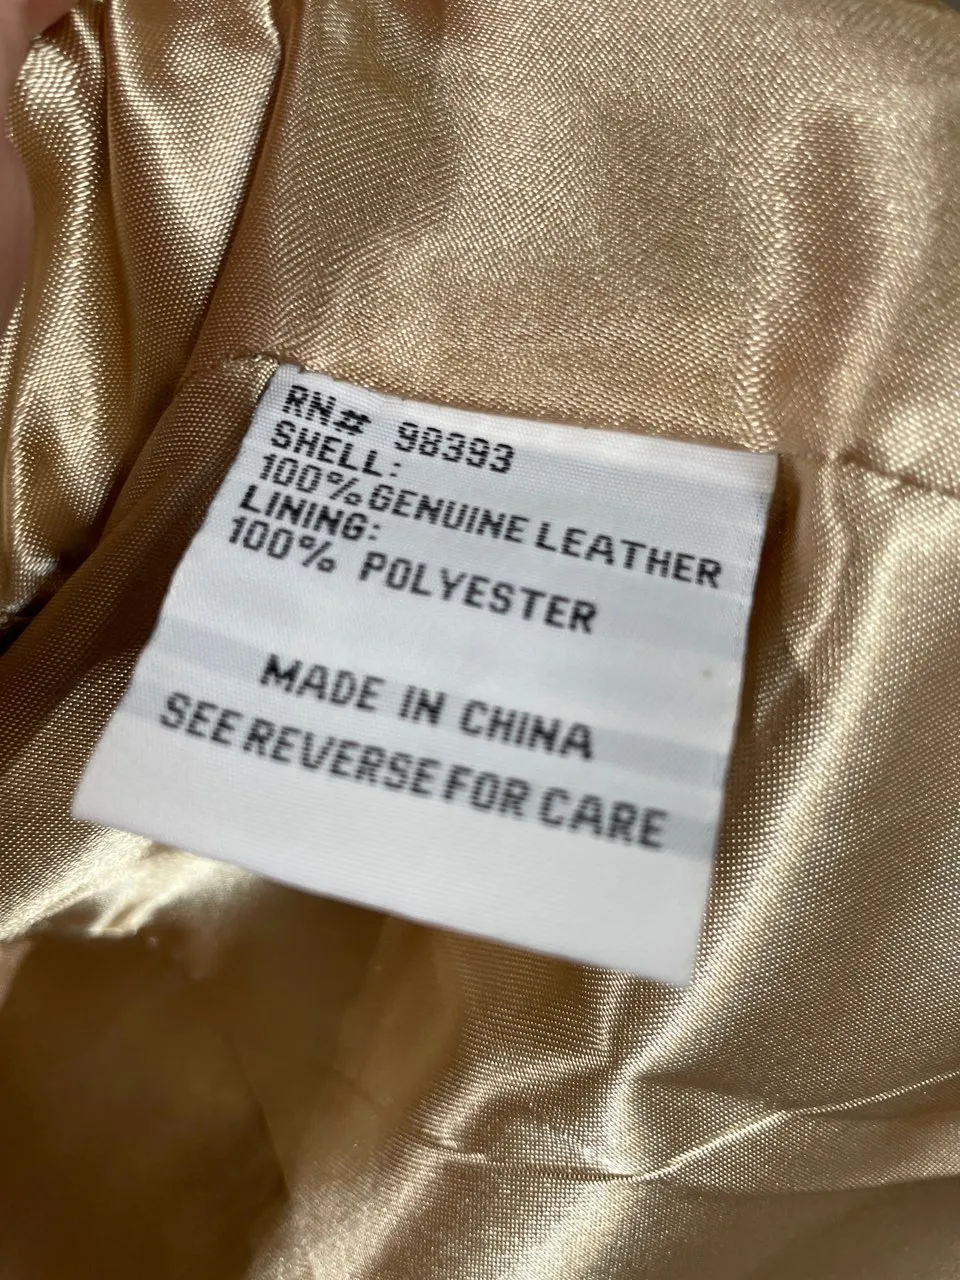 RN# 98393
SHELL:
100% GENUINE LEATHER
LINING:
100% POLYESTER
MADE IN CHINA
SEE REVERSE FOR CARE